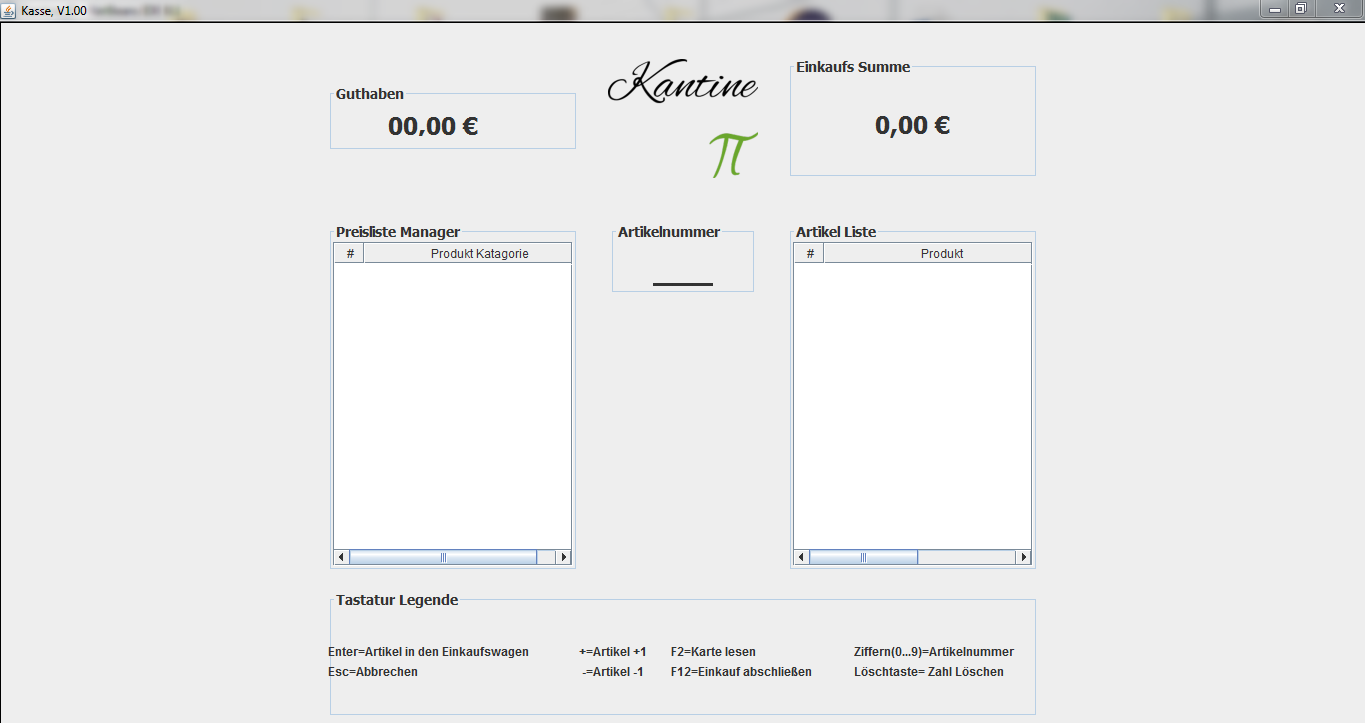 Kasse, V1.00
Kantine
π
Guthaben
00,00 €
Einkaufs Summe
0,00 €
Preisliste Manager
# Produkt Katagorie
Artikelnummer
Artikel Liste
# Produkt
Tastatur Legende
Enter=Artikel in den Einkaufswagen +=Artikel +1 F2=Karte lesen Ziffern(0...9)=Artikelnummer
Esc=Abbrechen -=Artikel -1 F12=Einkauf abschließen Löschtaste= Zahl Löschen